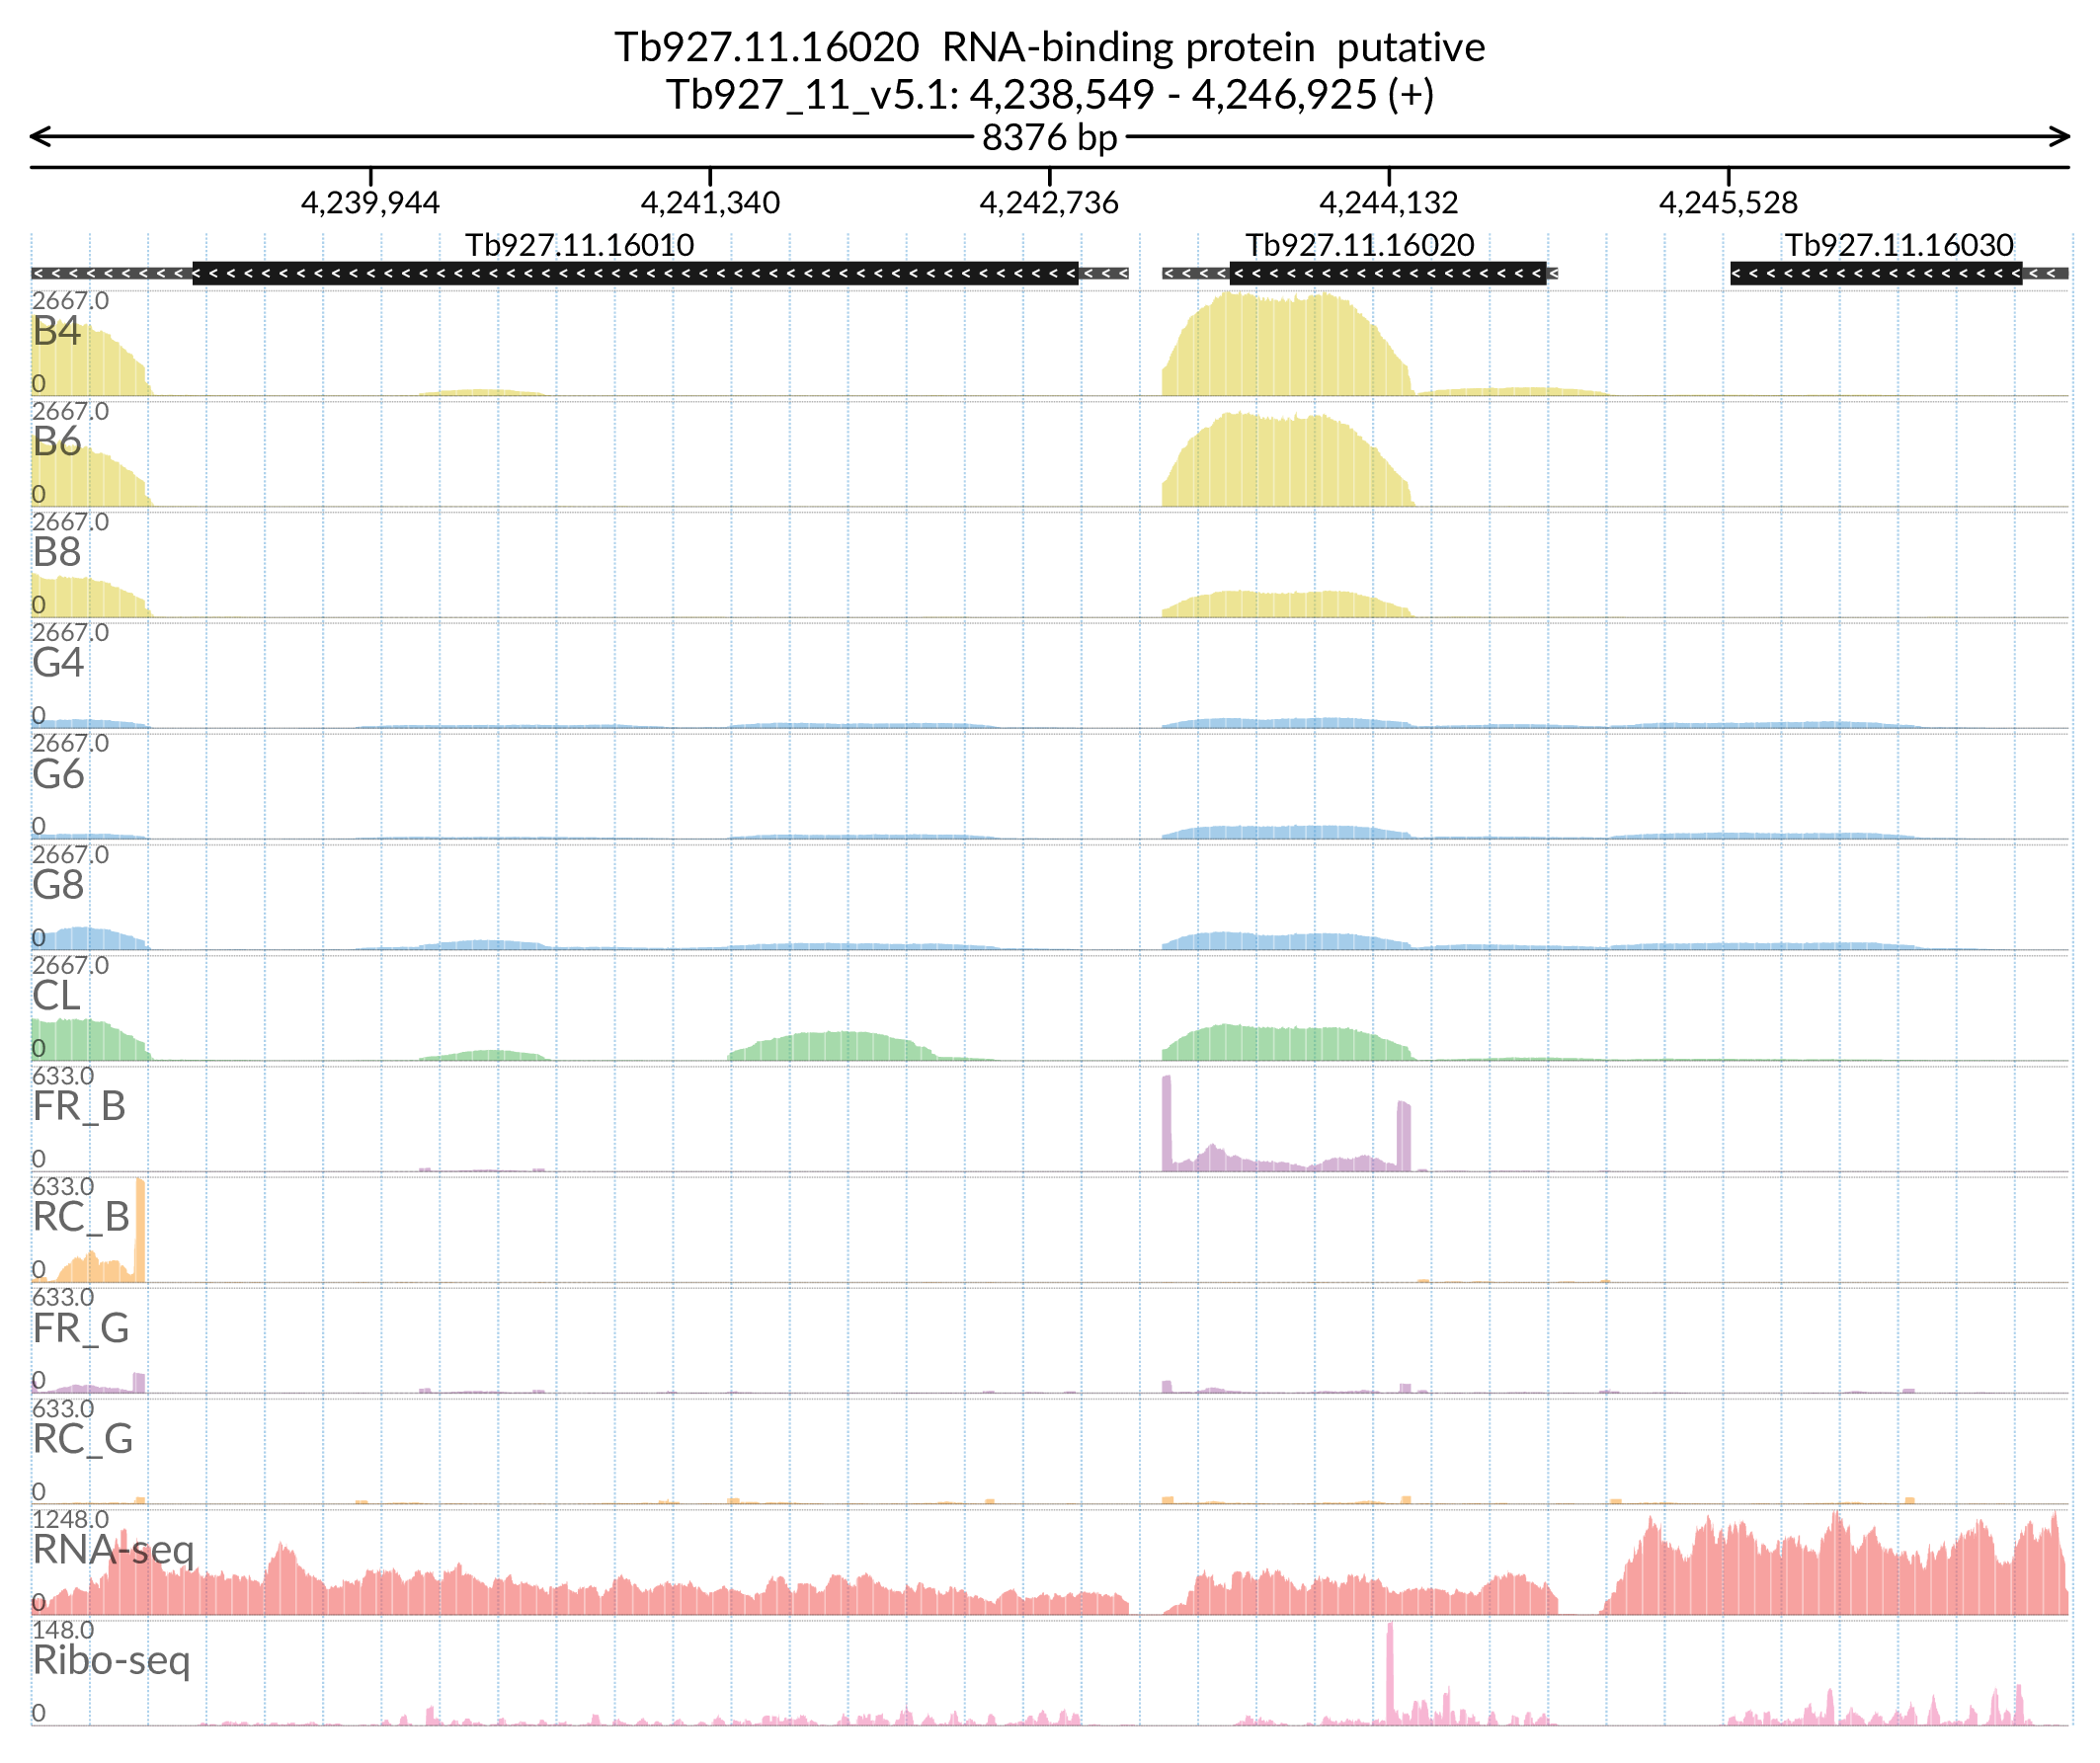 Tb927.11.16020 RNA-binding protein putative
Tb927_11_v5.1: 4,238,549 - 4,246,925 (+)
8376 bp
4,239,944 4,241,340 4,242,736 4,244,132 4,245,528
Tb927.11.16010 Tb927.11.16020 Tb927.11.16030
2667.0
B4
0
2667.0
B6
0
2667.0
B8
0
2667.0
G4
0
2667.0
G6
0
2667.0
G8
0
2667.0
CL
0
633.0
FR_B
0
633.0
RC_B
0
633.0
FR_G
0
633.0
RC_G
0
1248.0
RNA-seq
0
148.0
Ribo-seq
0